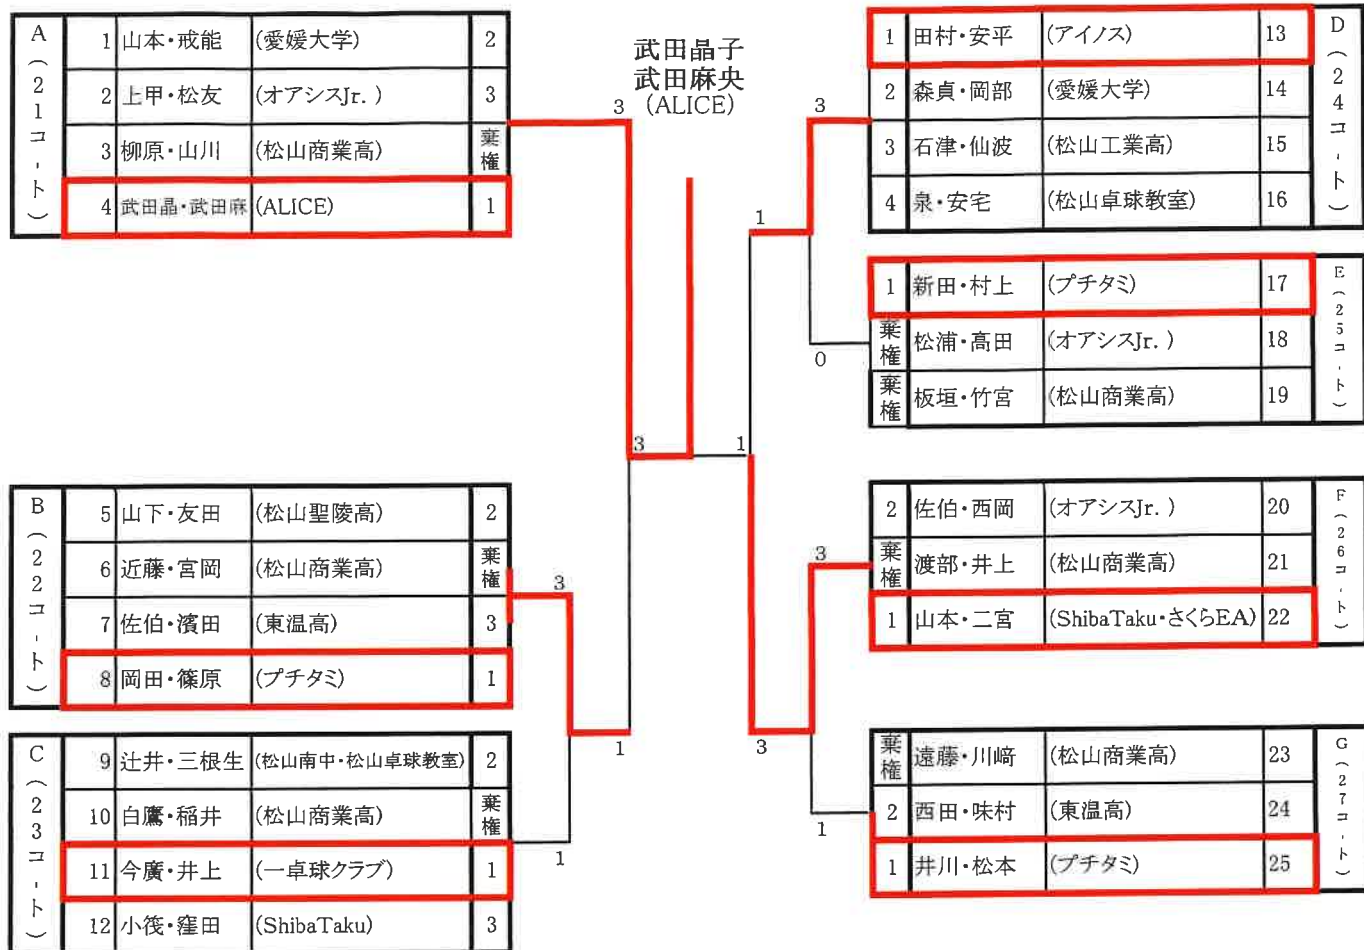 武田晶子
武田麻央
(ALICE)
A(21コート)
1 山本・戒能 (愛媛大学) 2
2 上甲・松友 (オアシスJr.) 3
3 柳原・山川 (松山商業高) 棄権
4 武田晶・武田麻 (ALICE) 1
B(22コート)
5 山下・友田 (松山聖陵高) 2
6 近藤・宮岡 (松山商業高) 棄権
7 佐伯・濱田 (東温高) 3
8 岡田・篠原 (プチタミ) 1
C(23コート)
9 辻井・三根生 (松山南中・松山卓球教室) 2
10 白鷹・稲井 (松山商業高) 棄権
11 今廣・井上 (一卓球クラブ) 1
12 小筏・窪田 (ShibaTaku) 3
3
3
1
1
3
1
3
1
0
3
3
1
D(24コート)
1 田村・安平 (アイノス) 13
2 森貞・岡部 (愛媛大学) 14
3 石津・仙波 (松山工業高) 15
4 泉・安宅 (松山卓球教室) 16
E(25コート)
1 新田・村上 (プチタミ) 17
棄権 松浦・高田 (オアシスJr.) 18
棄権 板垣・竹宮 (松山商業高) 19
F(26コート)
2 佐伯・西岡 (オアシスJr.) 20
棄権 渡部・井上 (松山商業高) 21
1 山本・二宮 (ShibaTaku・さくらEA) 22
G(27コート)
棄権 遠藤・川﨑 (松山商業高) 23
2 西田・味村 (東温高) 24
1 井川・松本 (プチタミ) 25